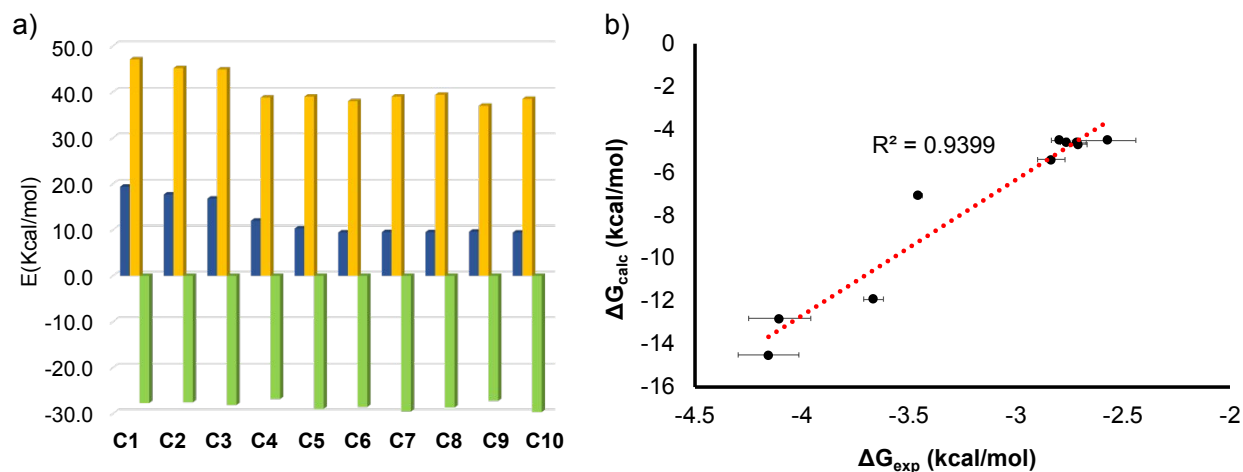 a)
50.0
40.0
30.0
20.0
10.0
0.0
-10.0
-20.0
-30.0
E(Kcal/mol)
C1 C2 C3 C4 C5 C6 C7 C8 C9 C10
b)
0
-2
-4
-6
-8
-10
-12
-14
-16
ΔGcalc (kcal/mol)
R² = 0.9399
-4.5 -4 -3.5 -3 -2.5 -2
ΔGexp (kcal/mol)